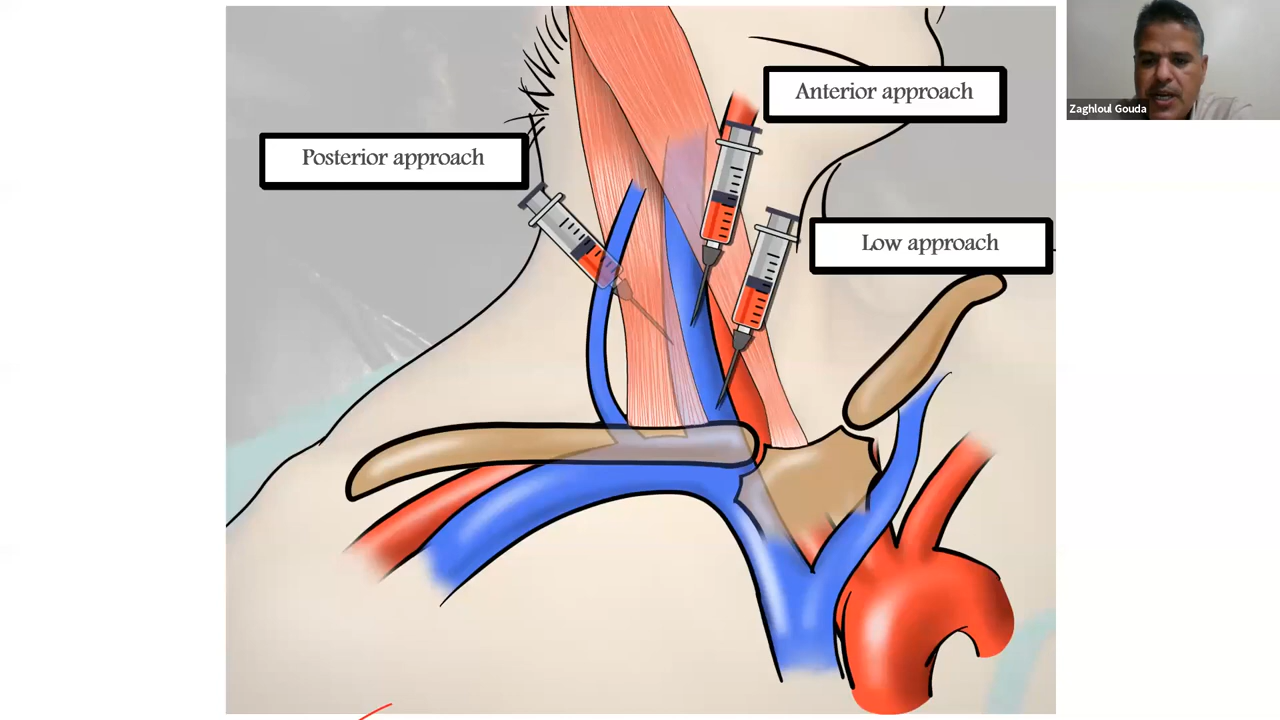 Anterior approach
Zaghloul Gouda
Posterior approach
Low approach